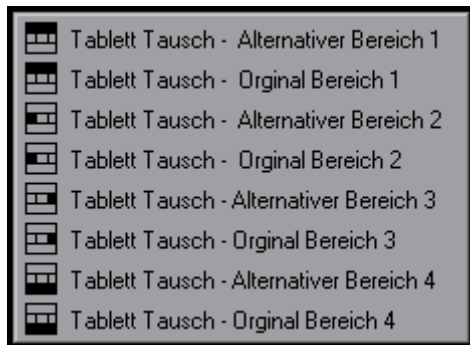 Tablett Tausch - Alternativer Bereich 1
Tablett Tausch - Orginal Bereich 1
Tablett Tausch - Alternativer Bereich 2
Tablett Tausch - Orginal Bereich 2
Tablett Tausch - Alternativer Bereich 3
Tablett Tausch - Orginal Bereich 3
Tablett Tausch - Alternativer Bereich 4
Tablett Tausch - Orginal Bereich 4